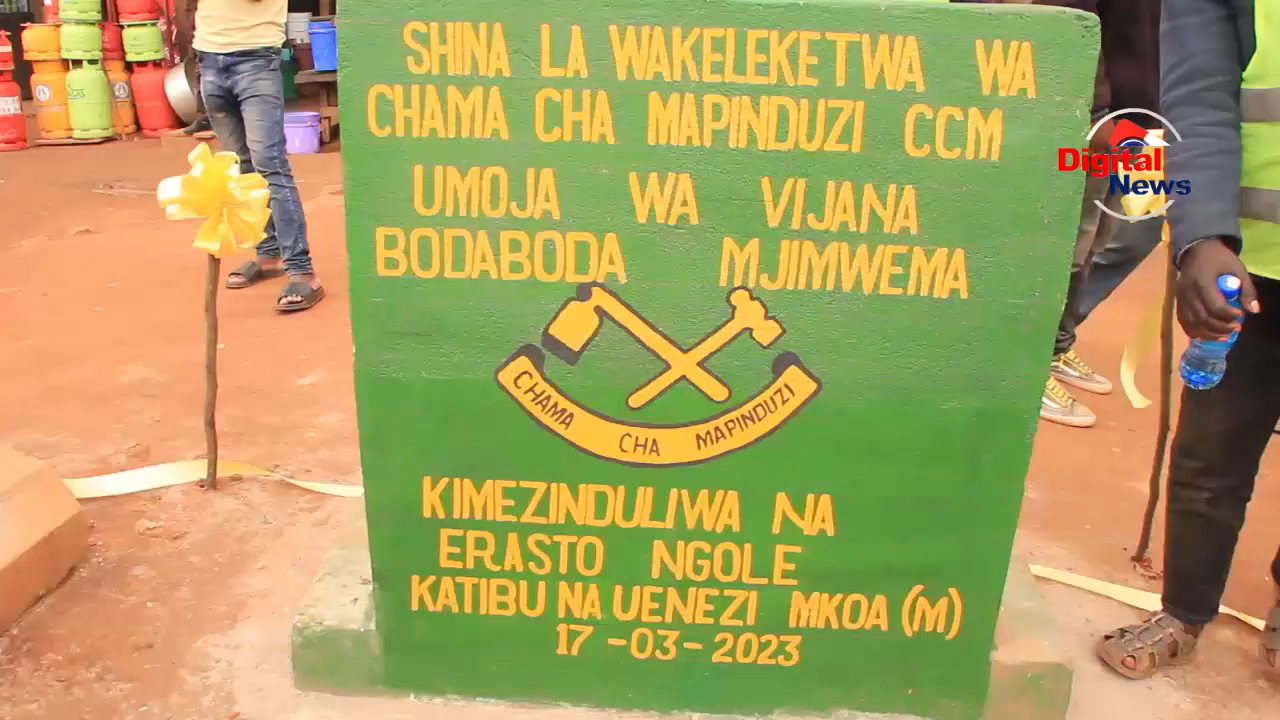 SHINA LA WAKELEKETWA WA
CHAMA CHA MAPINDUZI CCM
UMOJA WA VIJANA
BODABODA MJIMWEMA
CHAMA CHA MAPINDUZI
KIMEZINDULIWA NA
ERASTO NGOLE
KATIBU NA UENEZI MKOA (M)
17-03-2023
Digital
News